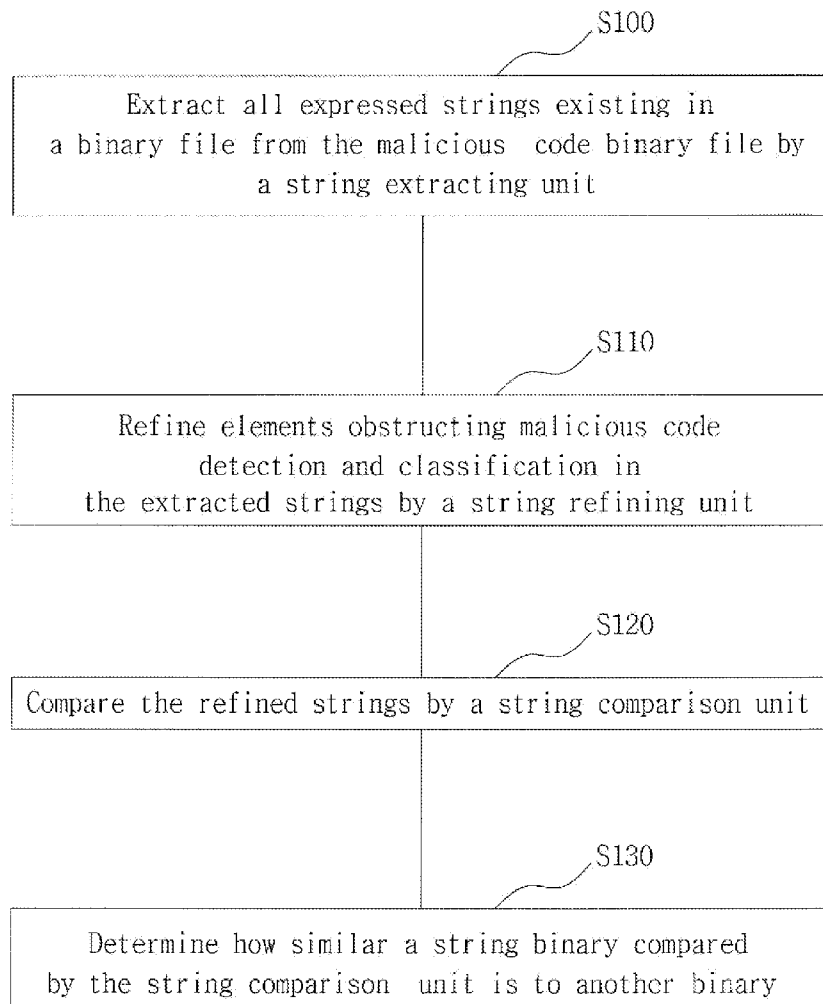 S100
Extract all expressed strings existing in
a binary file from the malicious code binary file by
a string extracting unit
S110
Refine elements obstructing malicious code
detection and classification in
the extracted strings by a string refining unit
S120
Compare the refined strings by a string comparison unit
S130
Determine how similar a string binary compared
by the string comparison unit is to another binary